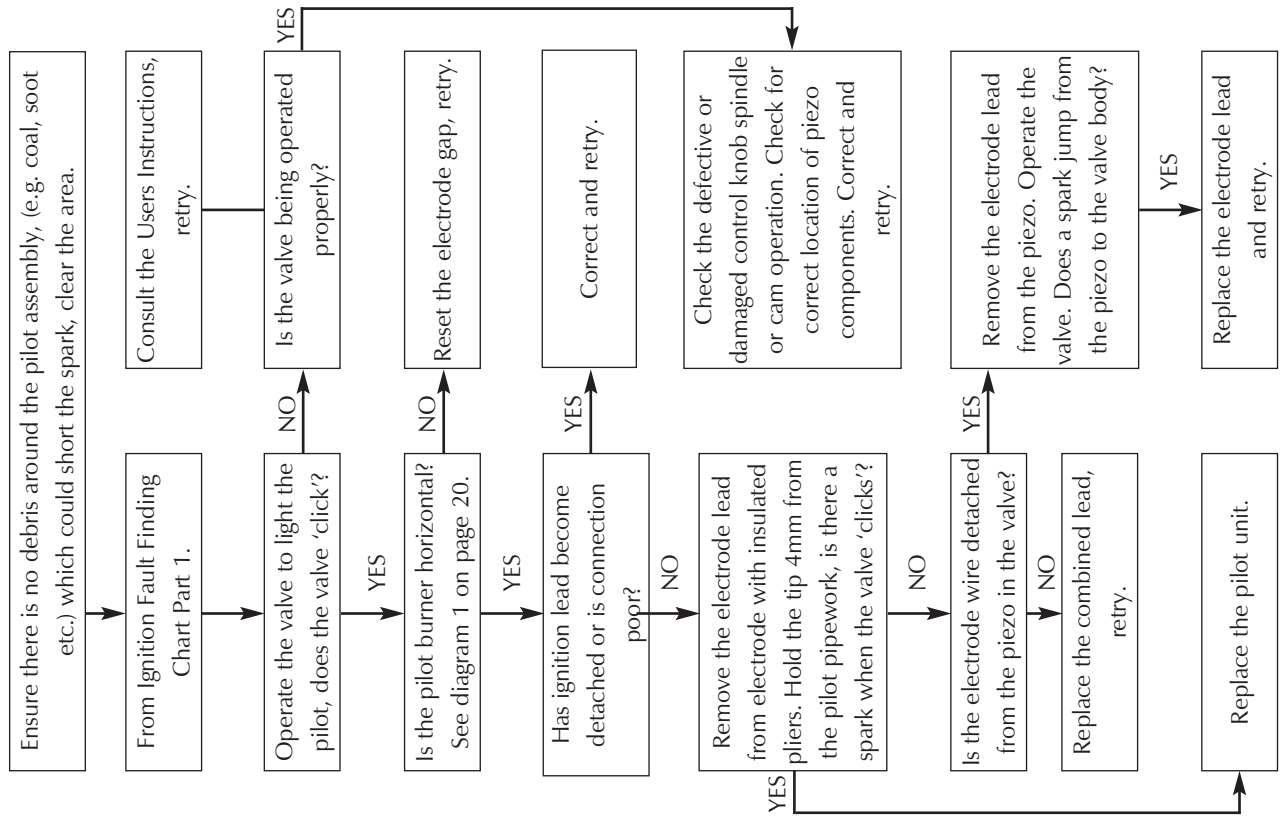 Ensure there is no debris around the pilot assembly, (e.g. coal, soot
etc.) which could short the spark, clear the area.
From Ignition Fault Finding
Chart Part 1.
Consult the Users Instructions,
retry.
Operate the valve to light the
pilot, does the valve ‘click’?
NO
Is the valve being operated
properly?
YES
YES
Is the pilot burner horizontal?
See diagram 1 on page 20.
NO
Reset the electrode gap, retry.
YES
Has ignition lead become
detached or is connection
poor?
YES
Correct and retry.
NO
Remove the electrode lead
from electrode with insulated
pliers. Hold the tip 4mm from
the pilot pipework, is there a
spark when the valve ‘clicks’?
YES
Check the defective or
damaged control knob spindle
or cam operation. Check for
correct location of piezo
components. Correct and
retry.
NO
Is the electrode wire detached
from the piezo in the valve?
YES
Remove the electrode lead
from the piezo. Operate the
valve. Does a spark jump from
the piezo to the valve body?
NO
Replace the combined lead,
retry.
YES
Replace the pilot unit.
Replace the electrode lead
and retry.